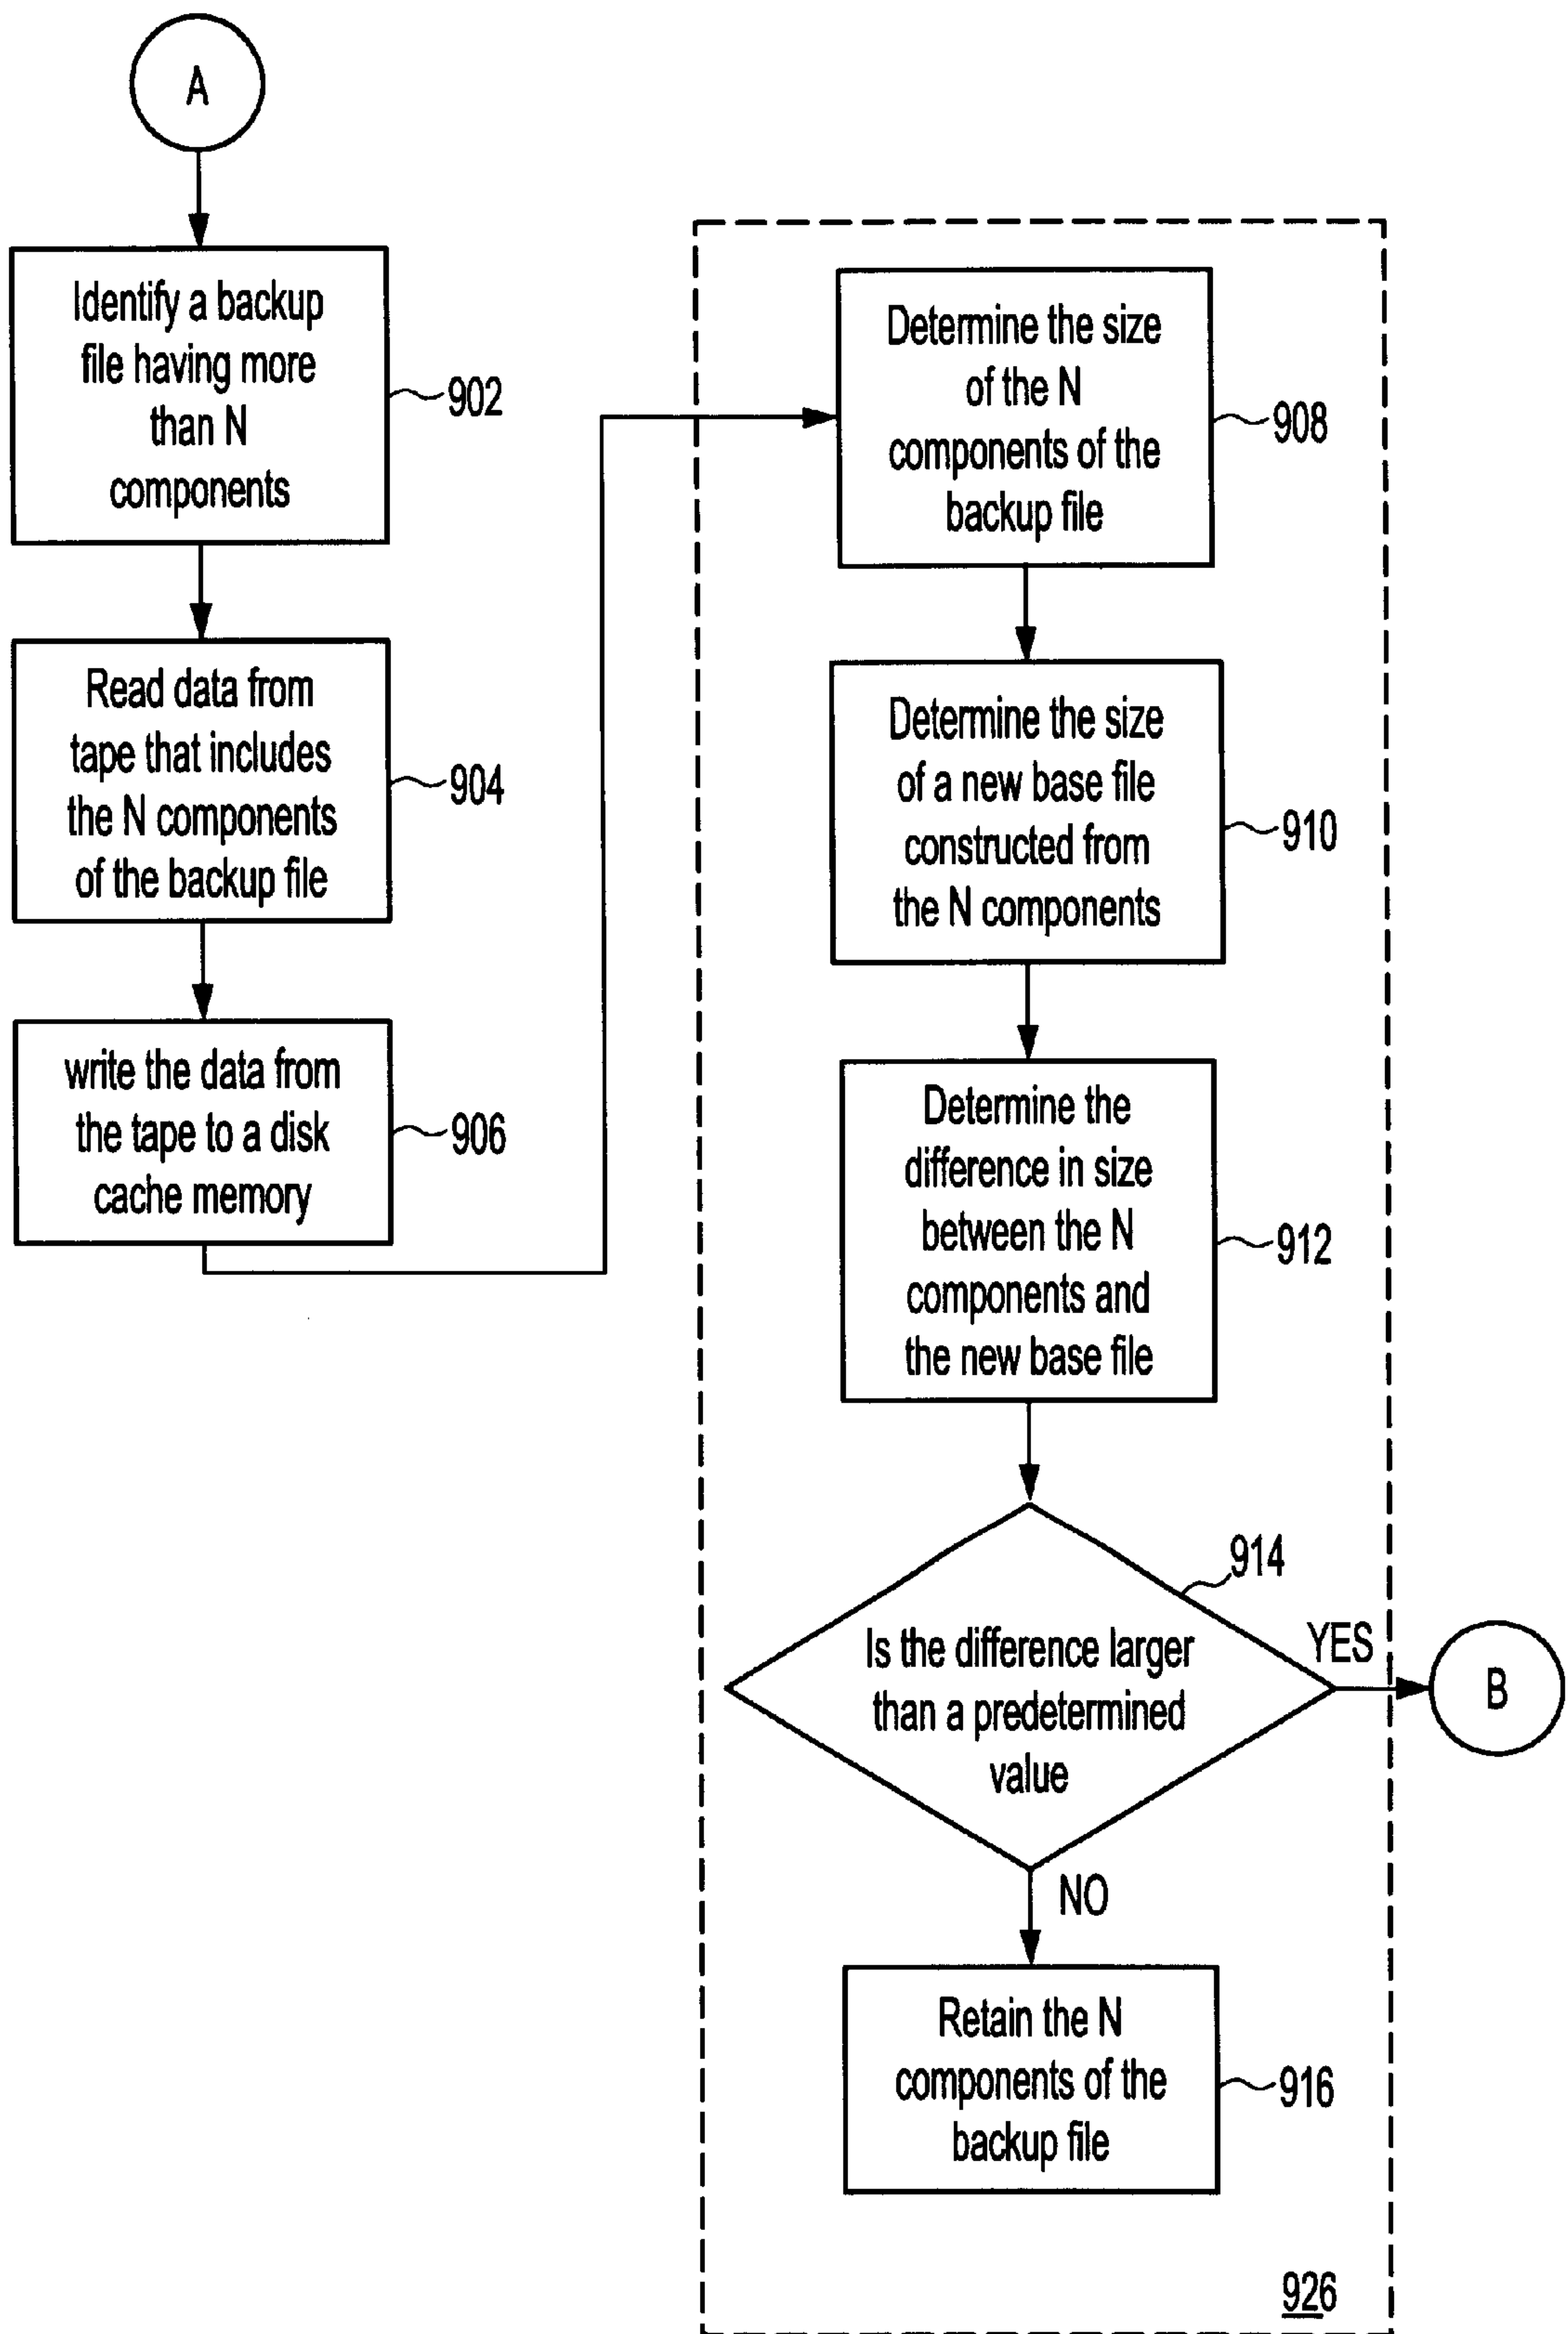 A
Identify a backup
file having more
than N
components
902
Read data from
tape that includes
the N components
of the backup file
904
write the data from
the tape to a disk
cache memory
906
Determine the size
of the N
components of the
backup file
908
Determine the size
of a new base file
constructed from
the N components
910
Determine the
difference in size
between the N
components and
the new base file
912
914
Is the difference larger
than a predetermined
value
YES
B
NO
Retain the N
components of the
backup file
916
926